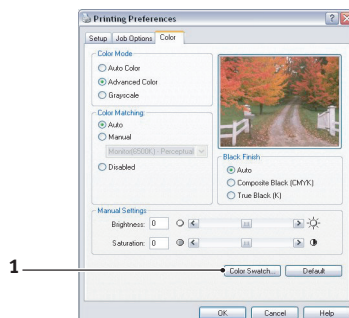 Printing Preferences
Setup Job Options Color
Color Mode
Auto Color
Advanced Color
Grayscale
Color Matching:
Auto
Manual
Monitor(6500K) - Perceptual
Disabled
Black Finish
Auto
Composite Black (CMYK)
True Black (K)
Manual Settings
Brightness: 0
Saturation: 0
1
Color Swatch... Default
OK Cancel Help